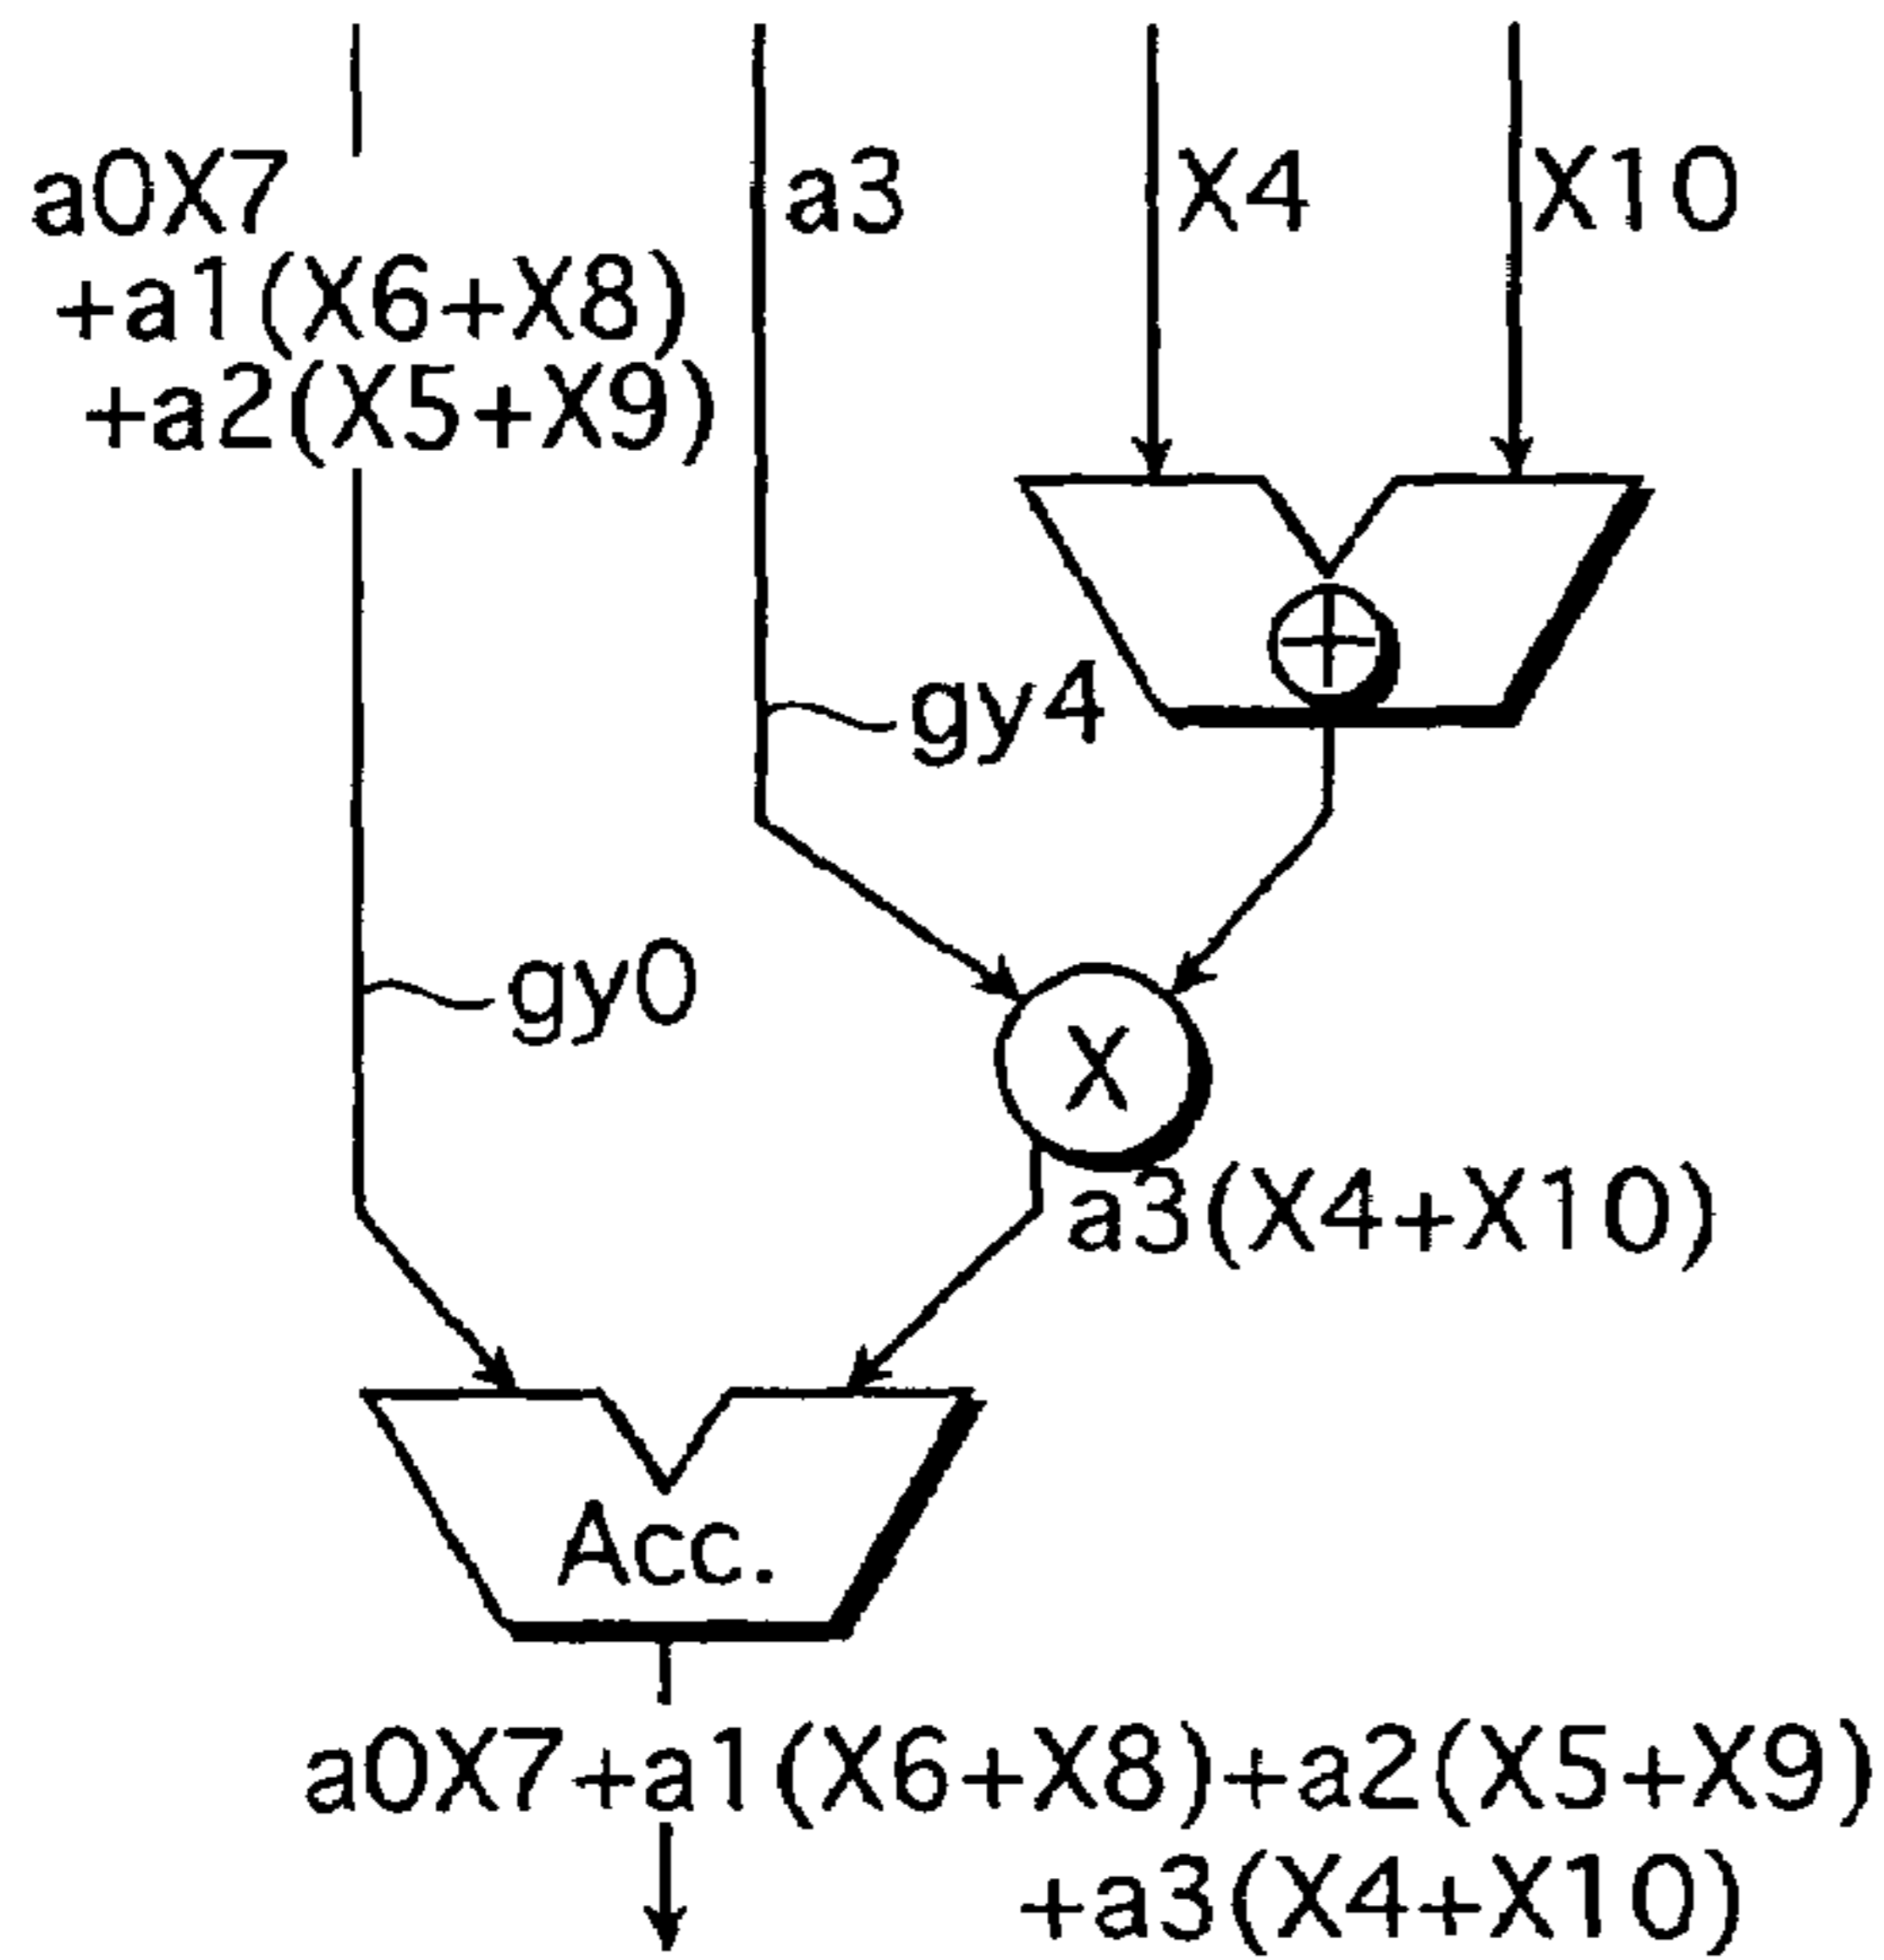 a0X7
+a1(X6+X8)
+a2(X5+X9)
a3
X4
X10
+
gy4
gy0
X
a3(X4+X10)
Acc.
a0X7+a1(X6+X8)+a2(X5+X9)
+a3(X4+X10)